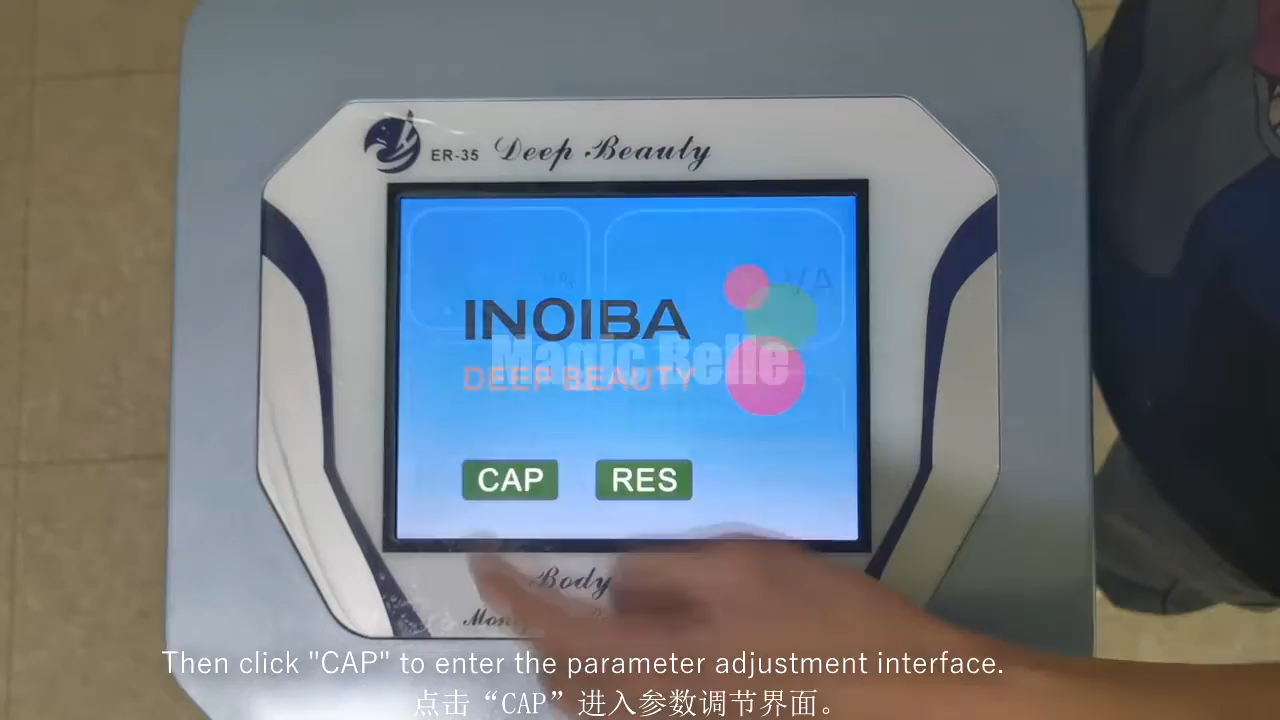 ER-35 Deep Beauty
INOIBA
Magic Belle
DEEP BEAUTY
CAP RES
Body
Then click "CAP" to enter the parameter adjustment interface.
点击“CAP”进入参数调节界面。